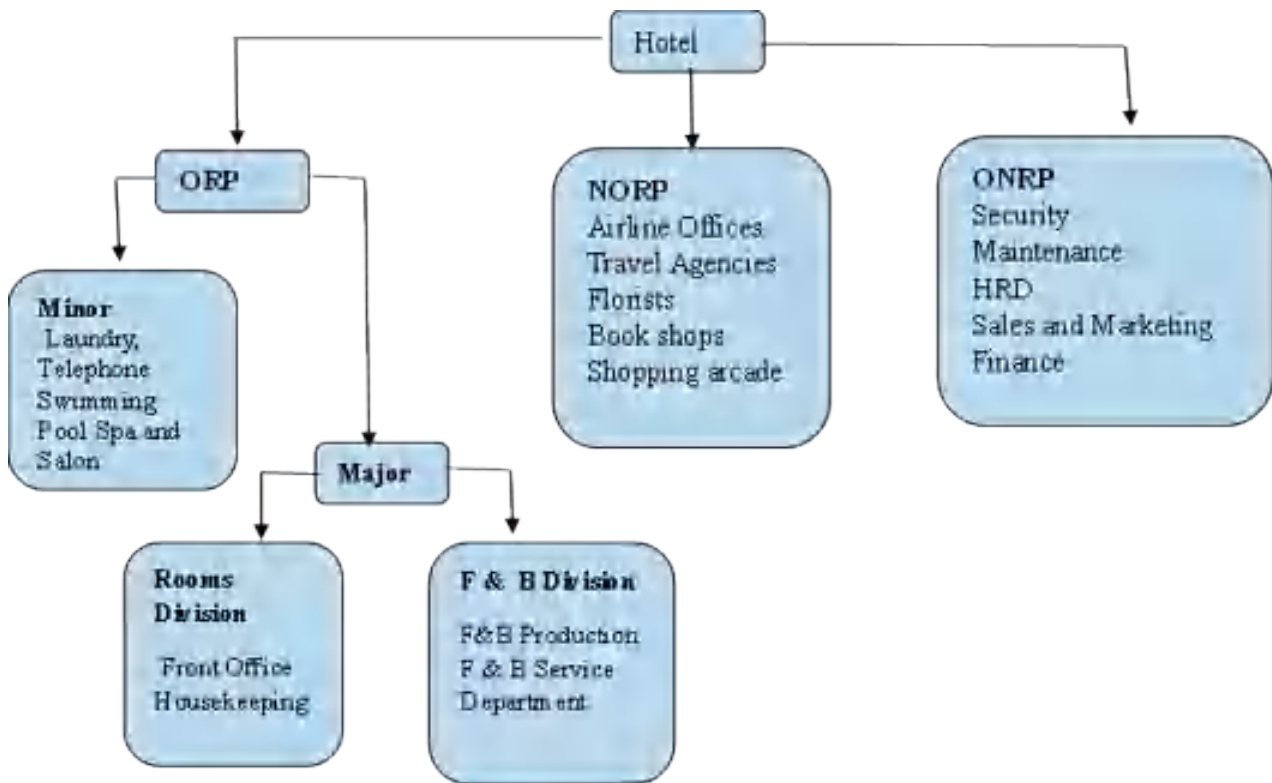 Hotel
ORP
NORP
Airline Offices
Travel Agencies
Florists
Book shops
Shopping arcade
ONRP
Security
Maintenance
HRD
Sales and Marketing
Finance
Minor
Laundry,
Telephone
Swimming
Pool Spa and
Salon
Major
Rooms
Division
Front Office
Housekeeping
F & B Division
F&B Production
F & B Service
Department